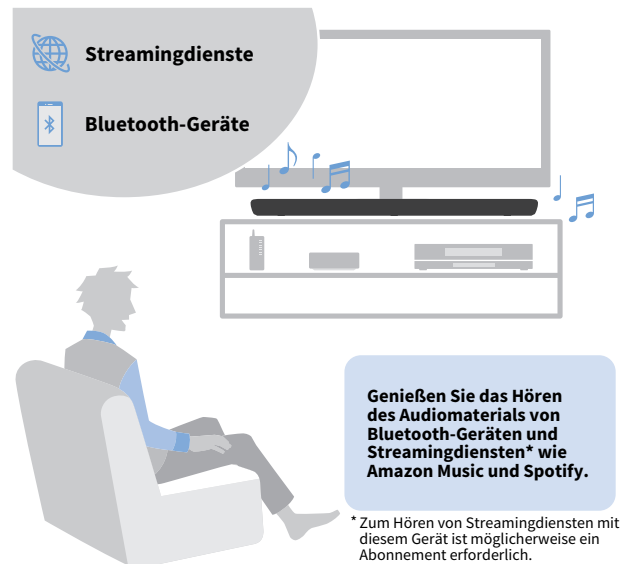 Streamingdienste
Bluetooth-Geräte
Genießen Sie das Hören
des Audiomaterials von
Bluetooth-Geräten und
Streamingdiensten* wie
Amazon Music und Spotify.
* Zum Hören von Streamingdiensten mit
diesem Gerät ist möglicherweise ein
Abonnement erforderlich.